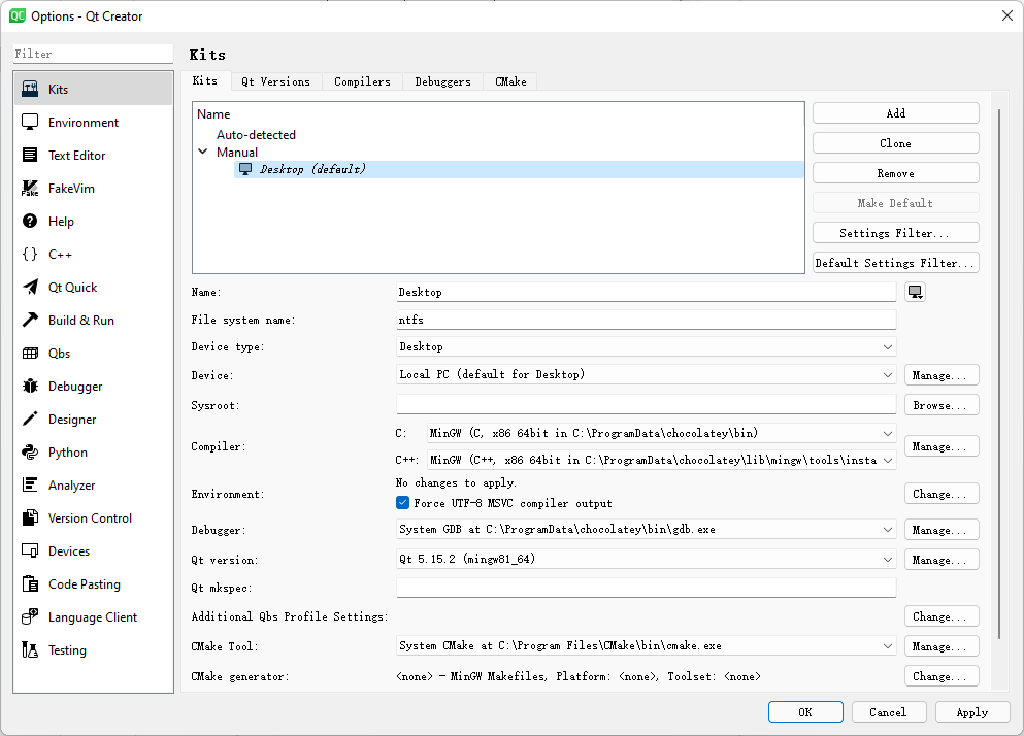 QC Options - Qt Creator
Filter
Kits
Environment
Text Editor
Fake FakeVim
Help
{} C++
Qt Quick
Build & Run
Qbs
Debugger
Designer
Python
Analyzer
Version Control
Devices
Code Pasting
Language Client
Testing
Kits
Kits Qt Versions Compilers Debuggers CMake
Name
Auto-detected
Manual
Desktop (default)
Add
Clone
Remove
Make Default
Settings Filter...
Default Settings Filter...
Name: Desktop
File system name: ntfs
Device type: Desktop
Device: Local PC (default for Desktop) Manage...
Sysroot: Browse...
Compiler: C: MinGW (C, x86 64bit in C:\ProgramData\chocolatey\bin) Manage...
C++: MinGW (C++, x86 64bit in C:\ProgramData\chocolatey\lib\mingw\tools\insta
Environment: No changes to apply. Change...
Force UTF-8 MSVC compiler output
Debugger: System GDB at C:\ProgramData\chocolatey\bin\gdb.exe Manage...
Qt version: Qt 5.15.2 (mingw81_64) Manage...
Qt mkspec:
Additional Qbs Profile Settings: Change...
CMake Tool: System CMake at C:\Program Files\CMake\bin\cmake.exe Manage...
CMake generator: <none> - MinGW Makefiles, Platform: <none>, Toolset: <none> Change...
OK Cancel Apply